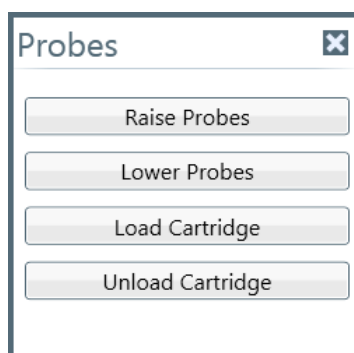 Probes
Raise Probes
Lower Probes
Load Cartridge
Unload Cartridge